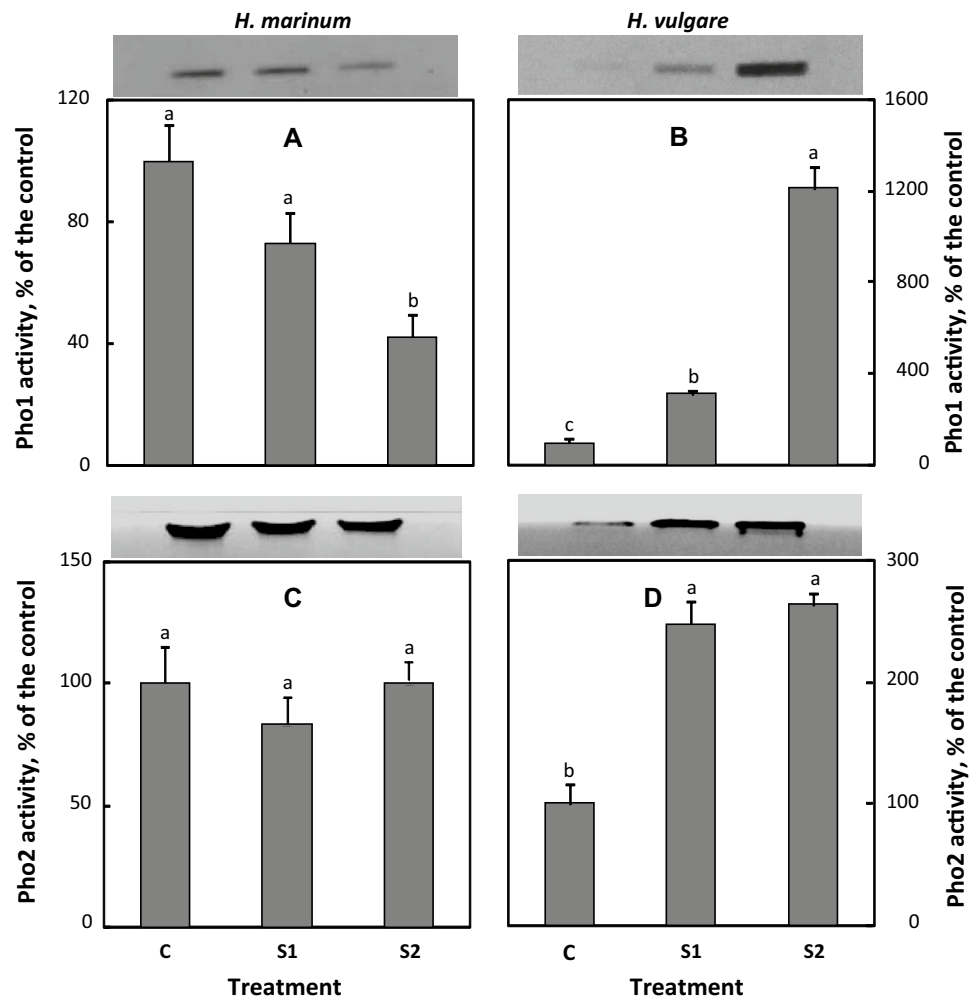 H. marinum
H. vulgare
Pho1 activity, % of the control
120
80
40
0
A
a
a
b
B
c
b
a
1600
1200
800
400
0
Pho1 activity, % of the control
Pho2 activity, % of the control
150
100
50
0
C
a
a
a
D
b
a
a
300
200
100
0
Pho2 activity, % of the control
C S1 S2
C S1 S2
Treatment
Treatment